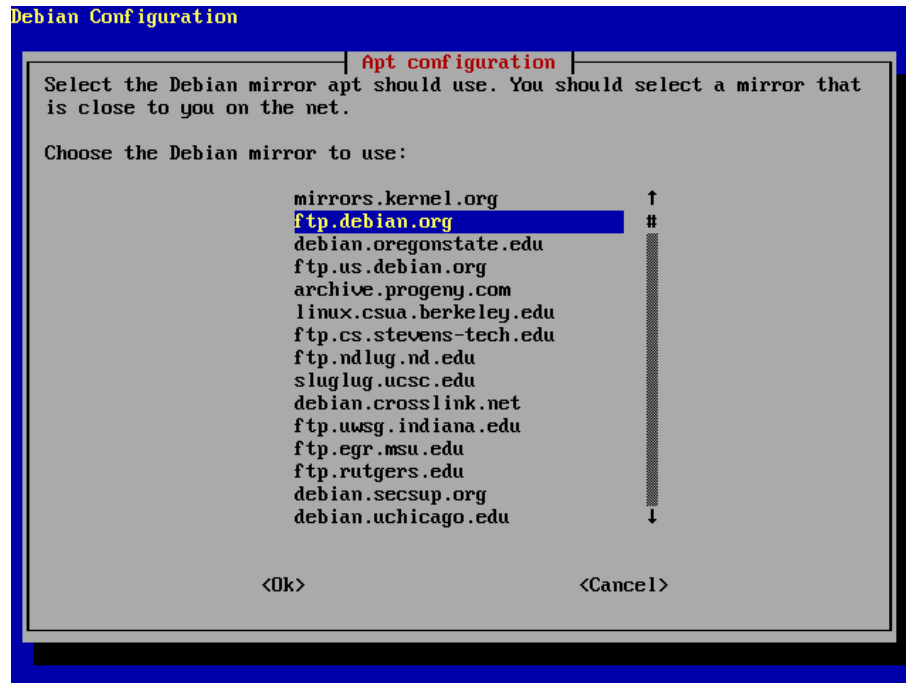 Debian Configuration
Apt configuration
Select the Debian mirror apt should use. You should select a mirror that
is close to you on the net.
Choose the Debian mirror to use:
mirrors.kernel.org ↑
ftp.debian.org #
debian.oregonstate.edu
ftp.us.debian.org
archive.progeny.com
linux.csua.berkeley.edu
ftp.cs.stevens-tech.edu
ftp.ndlug.nd.edu
sluglug.ucsc.edu
debian.crosslink.net
ftp.uwsg.indiana.edu
ftp.egr.msu.edu
ftp.rutgers.edu
debian.secsup.org
debian.uchicago.edu ↓
<Ok> <Cancel>